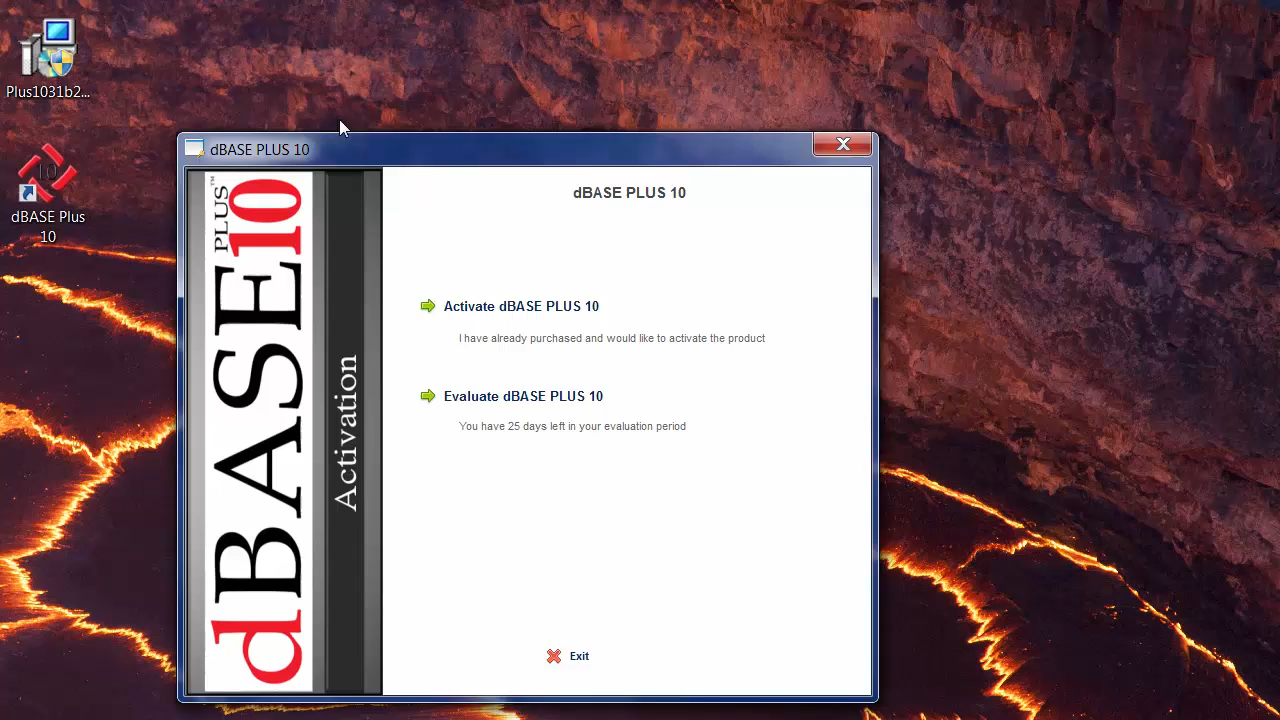 Plus1031b2...
dBASE Plus
10
dBASE PLUS 10
dBASE PLUS™ 10
Activation
dBASE PLUS 10
Activate dBASE PLUS 10
I have already purchased and would like to activate the product
Evaluate dBASE PLUS 10
You have 25 days left in your evaluation period
Exit